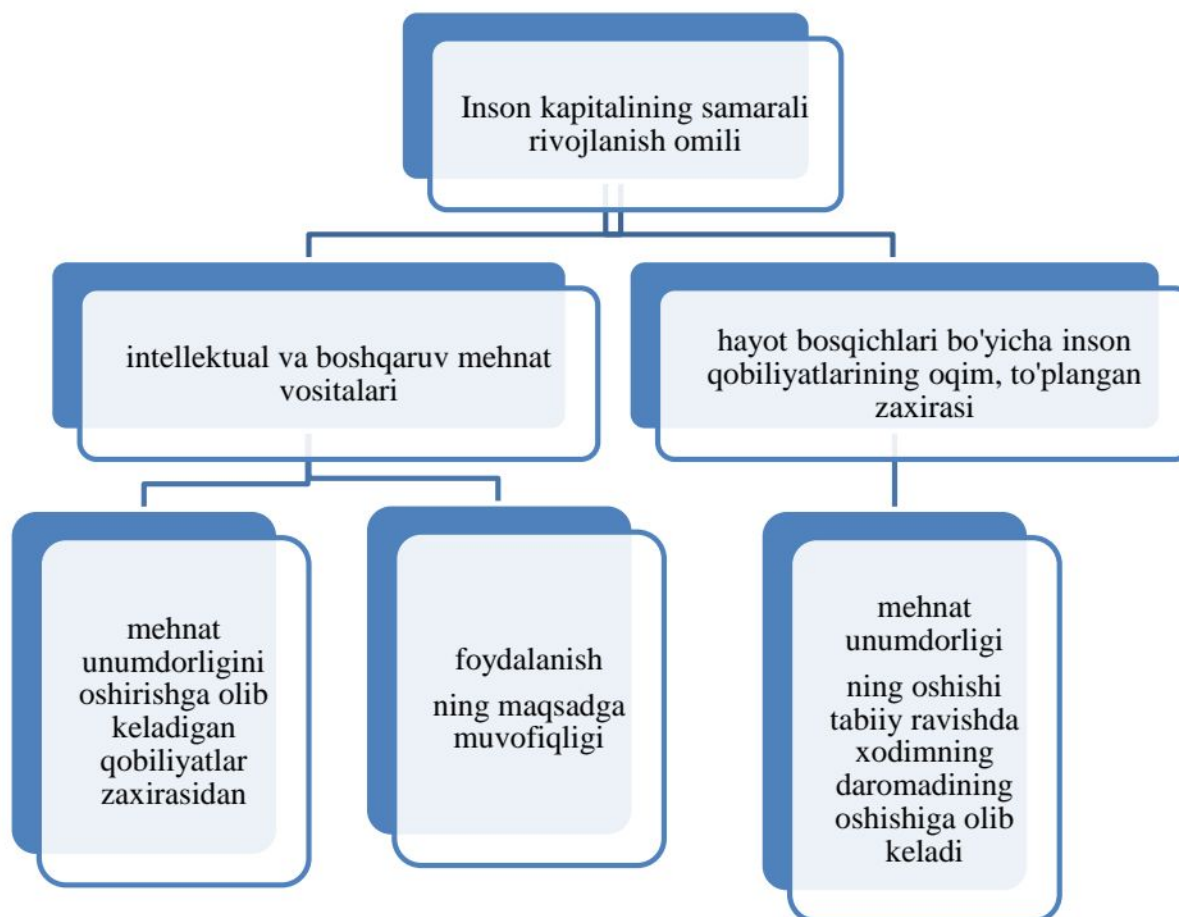 Inson kapitalining samarali
rivojlanish omili
intellektual va boshqaruv mehnat
vositalari
hayot bosqichlari bo'yicha inson
qobiliyatlarining oqim, to'plangan
zaxirasi
mehnat
unumdorligini
oshirishga olib
keladigan
qobiliyatlar
zaxirasidan
foydalanish
ning maqsadga
muvofiqligi
mehnat
unumdorligi
ning oshishi
tabiiy ravishda
xodimning
daromadining
oshishiga olib
keladi